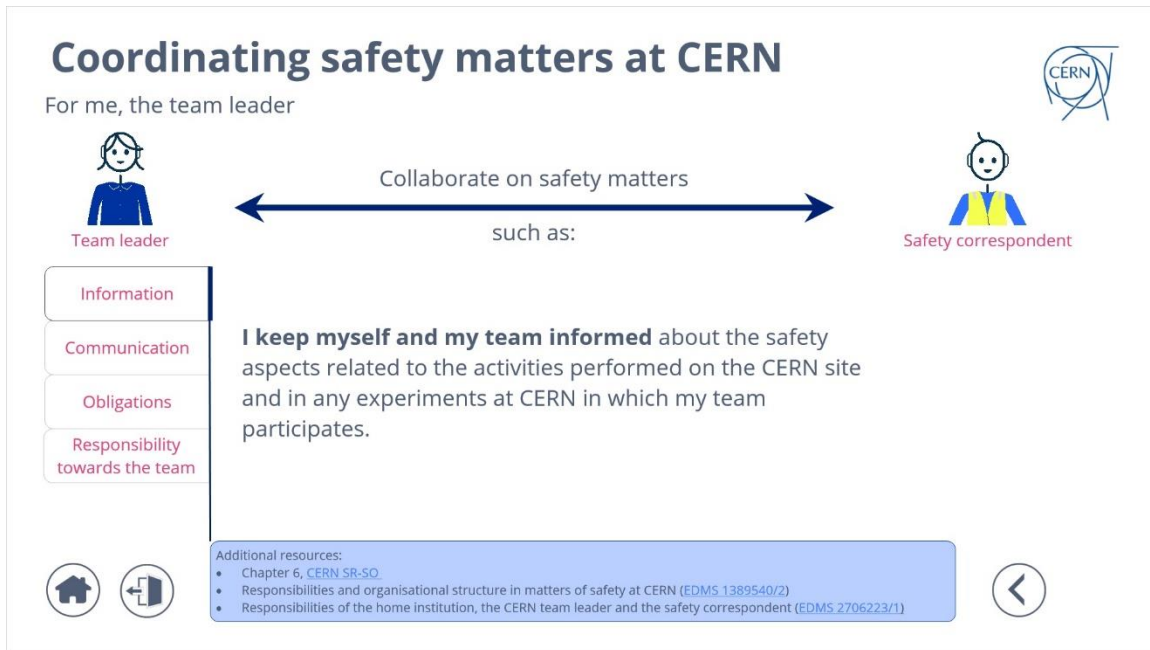 Coordinating safety matters at CERN
CERN
For me, the team leader
Collaborate on safety matters
such as:
Team leader
Safety correspondent
Information
Communication
Obligations
Responsibility
towards the team
I keep myself and my team informed about the safety
aspects related to the activities performed on the CERN site
and in any experiments at CERN in which my team
participates.
Additional resources:
• Chapter 6, CERN SR-SO
• Responsibilities and organisational structure in matters of safety at CERN (EDMS 1389540/2)
• Responsibilities of the home institution, the CERN team leader and the safety correspondent (EDMS 2706223/1)